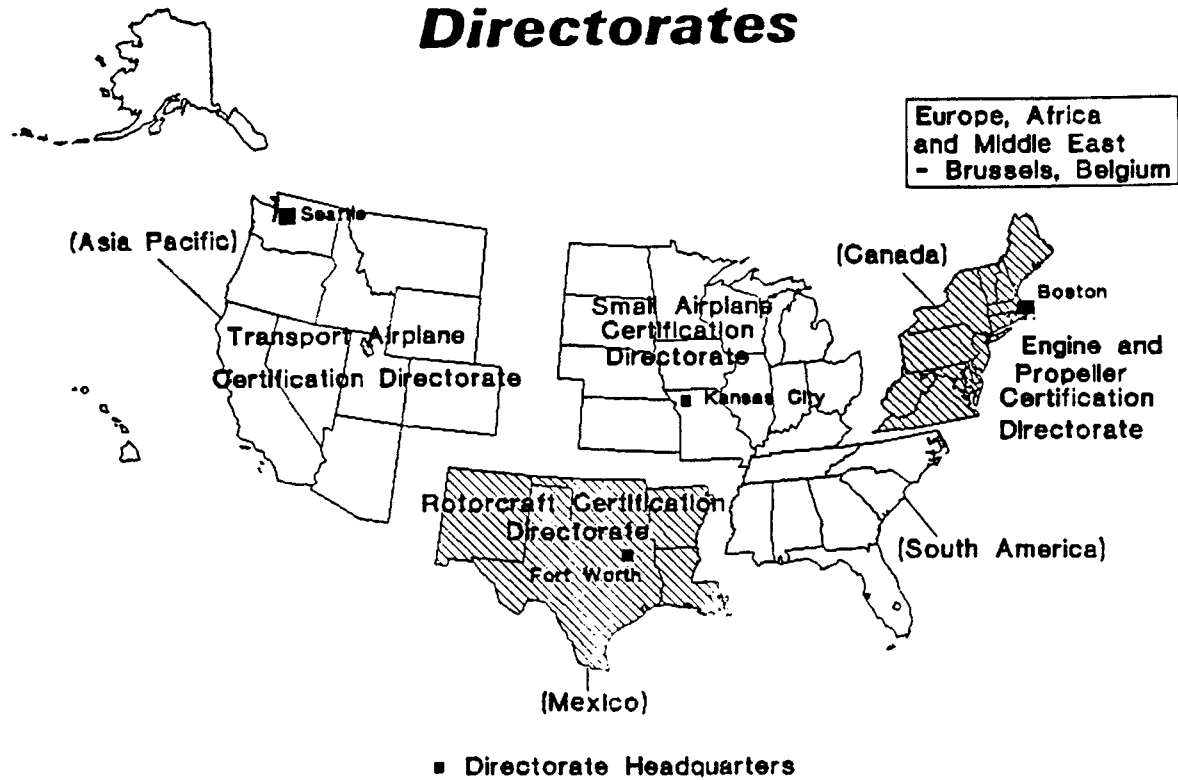 Directorates
Europe, Africa
and Middle East
- Brussels, Belgium
Seattle
(Asia Pacific)
(Canada)
Boston
Transport Airplane
Certification Directorate
Small Airplane
Certification
Directorate
Kansas City
Engine and
Propeller
Certification
Directorate
Rotorcraft Certification
Directorate
Fort Worth
(South America)
(Mexico)
■ Directorate Headquarters